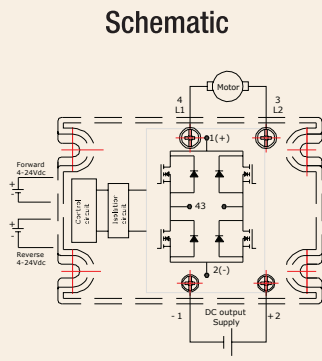 Schematic
Motor
4
L1
3
L2
1(+)
Forward
4-24Vdc
+
-
Control
circuit
Isolation
circuit
43
+
-
Reverse
4-24Vdc
2(-)
- 1
DC output
Supply
+ 2